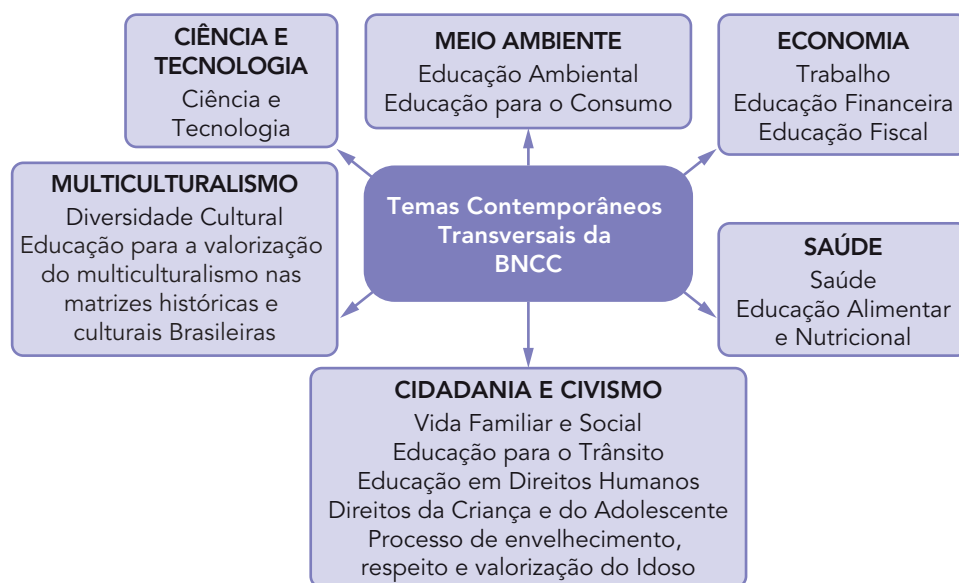 CIÊNCIA E
TECNOLOGIA
Ciência e
Tecnologia
MEIO AMBIENTE
Educação Ambiental
Educação para o Consumo
ECONOMIA
Trabalho
Educação Financeira
Educação Fiscal
MULTICULTURALISMO
Diversidade Cultural
Educação para a valorização
do multiculturalismo nas
matrizes históricas e
culturais Brasileiras
Temas Contemporâneos
Transversais da
BNCC
SAÚDE
Saúde
Educação Alimentar
e Nutricional
CIDADANIA E CIVISMO
Vida Familiar e Social
Educação para o Trânsito
Educação em Direitos Humanos
Direitos da Criança e do Adolescente
Processo de envelhecimento,
respeito e valorização do Idoso